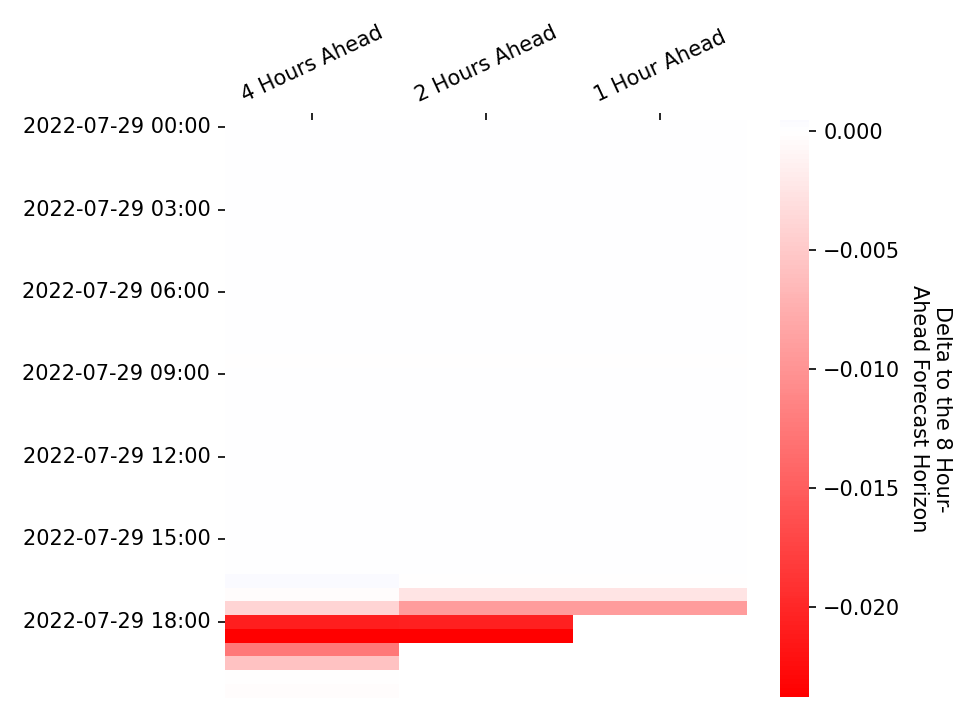 4 Hours Ahead
2 Hours Ahead
1 Hour Ahead
2022-07-29 00:00
2022-07-29 03:00
2022-07-29 06:00
2022-07-29 09:00
2022-07-29 12:00
2022-07-29 15:00
2022-07-29 18:00
0.000
−0.005
−0.010
−0.015
−0.020
Delta to the 8 Hour-
Ahead Forecast Horizon